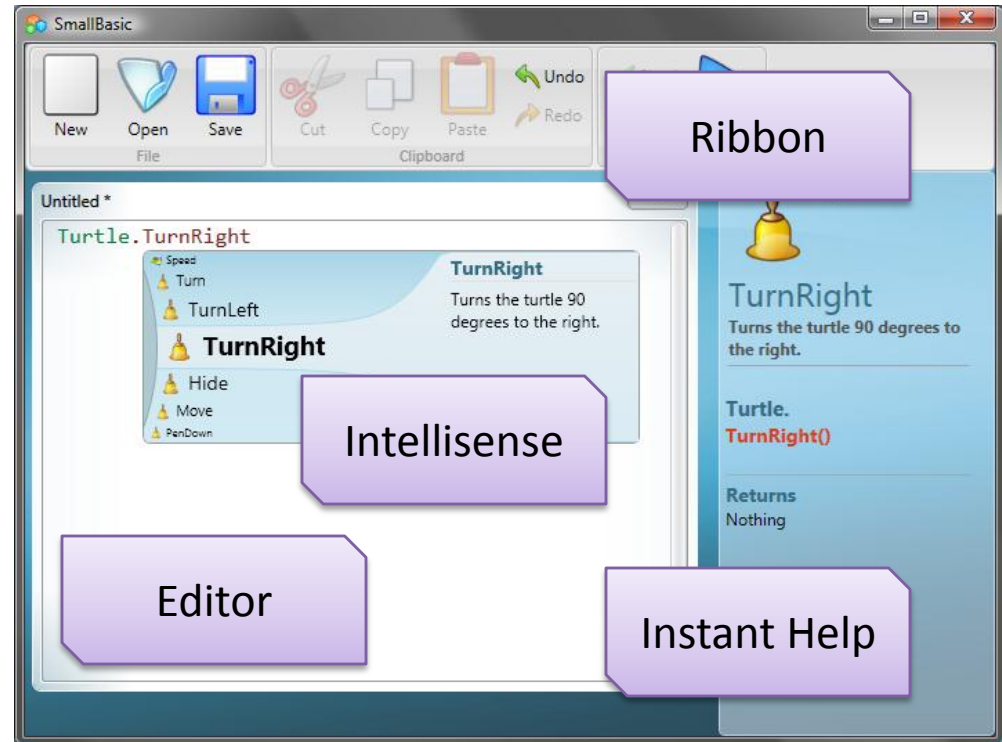 SmallBasic
New
Open
Save
File
Cut
Copy
Paste
Undo
Redo
Clipboard
Ribbon
Untitled *
Turtle.TurnRight
Speed
Turn
TurnLeft
TurnRight
Hide
Move
PenDown
TurnRight
Turns the turtle 90
degrees to the right.
Intellisense
Editor
TurnRight
Turns the turtle 90 degrees to
the right.
Turtle.
TurnRight()
Returns
Nothing
Instant Help